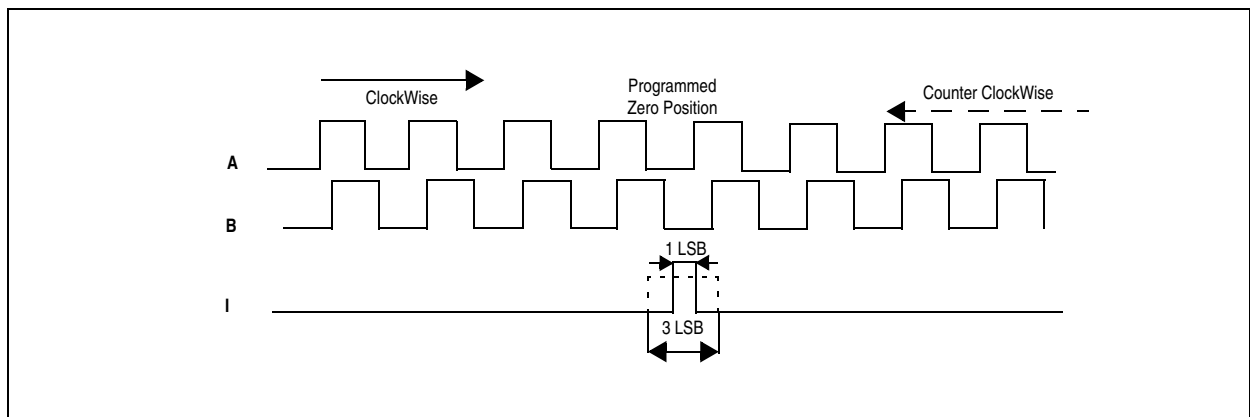 ClockWise
Programmed
Zero Position
Counter ClockWise
A
B
1 LSB
I
3 LSB